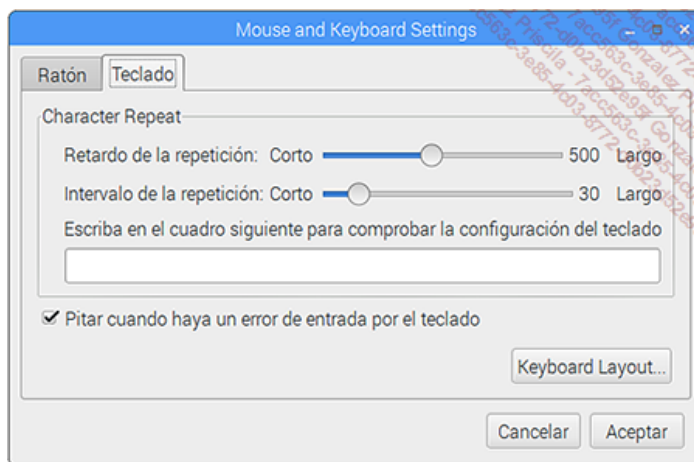 Mouse and Keyboard Settings
Ratón Teclado
Character Repeat
Retardo de la repetición: Corto 500 Largo
Intervalo de la repetición: Corto 30 Largo
Escriba en el cuadro siguiente para comprobar la configuración del teclado
Pitar cuando haya un error de entrada por el teclado
Keyboard Layout...
Cancelar Aceptar